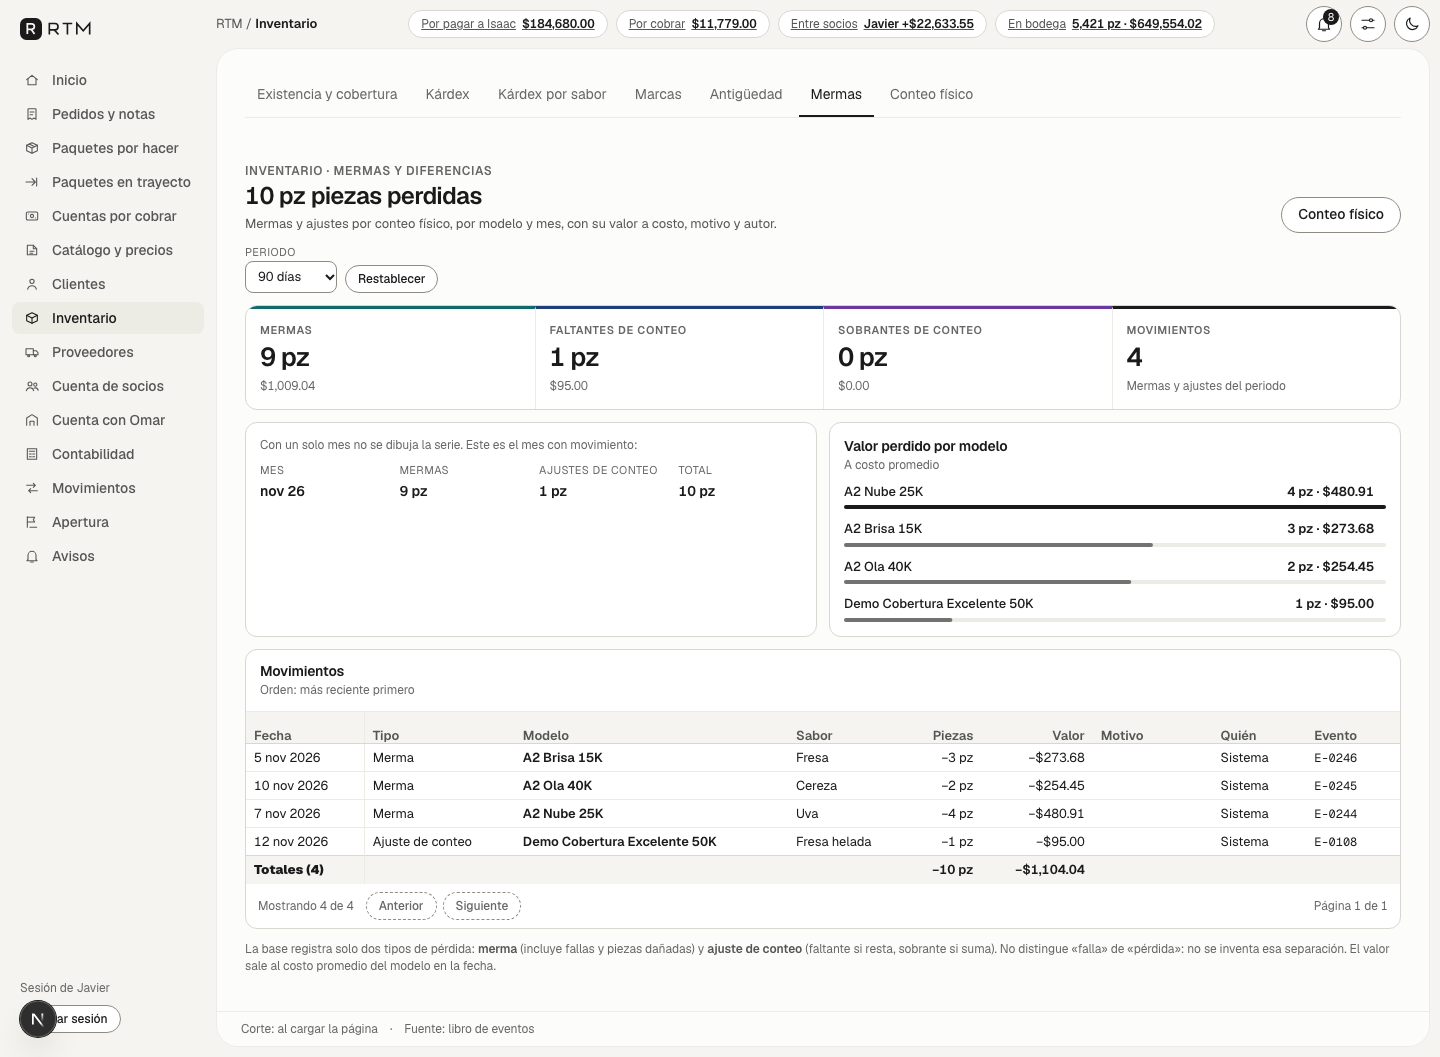 R RTM
RTM / Inventario
Por pagar a Isaac $184,680.00
Por cobrar $11,779.00
Entre socios Javier +$22,633.55
En bodega 5,421 pz · $649,554.02
8
Inicio
Pedidos y notas
Paquetes por hacer
Paquetes en trayecto
Cuentas por cobrar
Catálogo y precios
Clientes
Inventario
Proveedores
Cuenta de socios
Cuenta con Omar
Contabilidad
Movimientos
Apertura
Avisos
Sesión de Javier
N
ar sesión
Existencia y cobertura Kárdex Kárdex por sabor Marcas Antigüedad Mermas Conteo físico
INVENTARIO · MERMAS Y DIFERENCIAS
10 pz piezas perdidas
Mermas y ajustes por conteo físico, por modelo y mes, con su valor a costo, motivo y autor.
Conteo físico
PERIODO
90 días Restablecer
MERMAS
9 pz
$1,009.04
FALTANTES DE CONTEO
1 pz
$95.00
SOBRANTES DE CONTEO
0 pz
$0.00
MOVIMIENTOS
4
Mermas y ajustes del periodo
Con un solo mes no se dibuja la serie. Este es el mes con movimiento:
MES MERMAS AJUSTES DE CONTEO TOTAL
nov 26 9 pz 1 pz 10 pz
Valor perdido por modelo
A costo promedio
A2 Nube 25K 4 pz · $480.91
A2 Brisa 15K 3 pz · $273.68
A2 Ola 40K 2 pz · $254.45
Demo Cobertura Excelente 50K 1 pz · $95.00
Movimientos
Orden: más reciente primero
Fecha Tipo Modelo Sabor Piezas Valor Motivo Quién Evento
5 nov 2026 Merma A2 Brisa 15K Fresa −3 pz −$273.68 Sistema E-0246
10 nov 2026 Merma A2 Ola 40K Cereza −2 pz −$254.45 Sistema E-0245
7 nov 2026 Merma A2 Nube 25K Uva −4 pz −$480.91 Sistema E-0244
12 nov 2026 Ajuste de conteo Demo Cobertura Excelente 50K Fresa helada −1 pz −$95.00 Sistema E-0108
Totales (4) −10 pz −$1,104.04
Mostrando 4 de 4 Anterior Siguiente Página 1 de 1
La base registra solo dos tipos de pérdida: merma (incluye fallas y piezas dañadas) y ajuste de conteo (faltante si resta, sobrante si suma). No distingue «falla» de «pérdida»: no se inventa esa separación. El valor
sale al costo promedio del modelo en la fecha.
Corte: al cargar la página · Fuente: libro de eventos